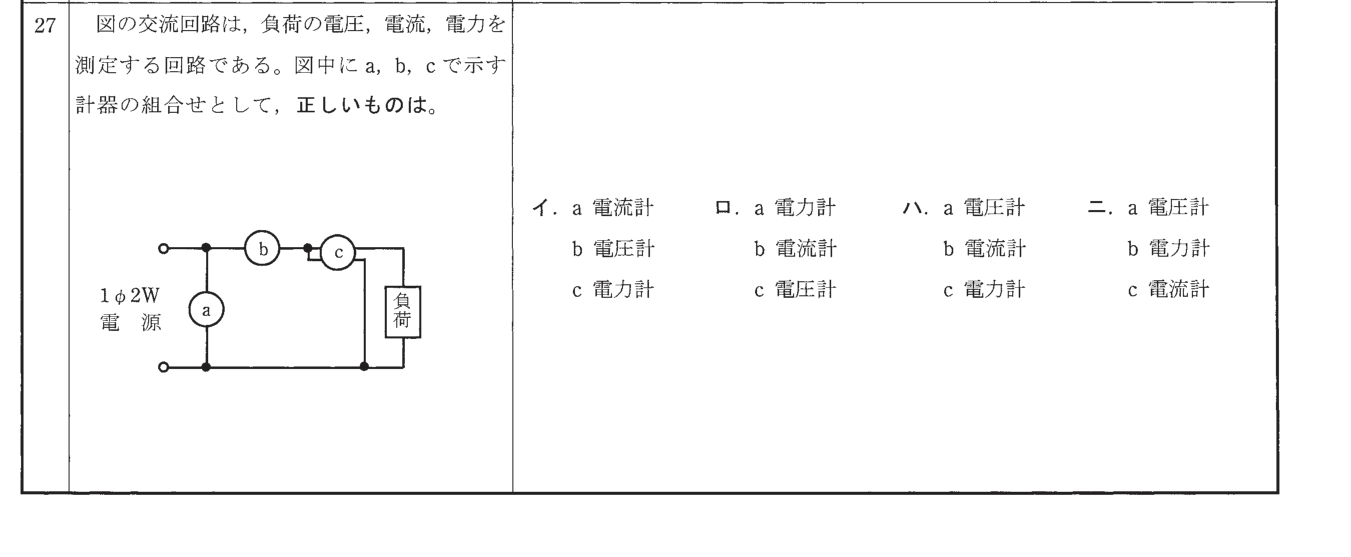 27 図の交流回路は，負荷の電圧，電流，電力を
測定する回路である。図中に a, b, c で示す
計器の組合せとして，正しいものは。
b
c
1φ2W
電 源
a
負
荷
イ．a 電流計 ロ．a 電力計 ハ．a 電圧計 ニ．a 電圧計
b 電圧計 b 電流計 b 電流計 b 電力計
c 電力計 c 電圧計 c 電力計 c 電流計